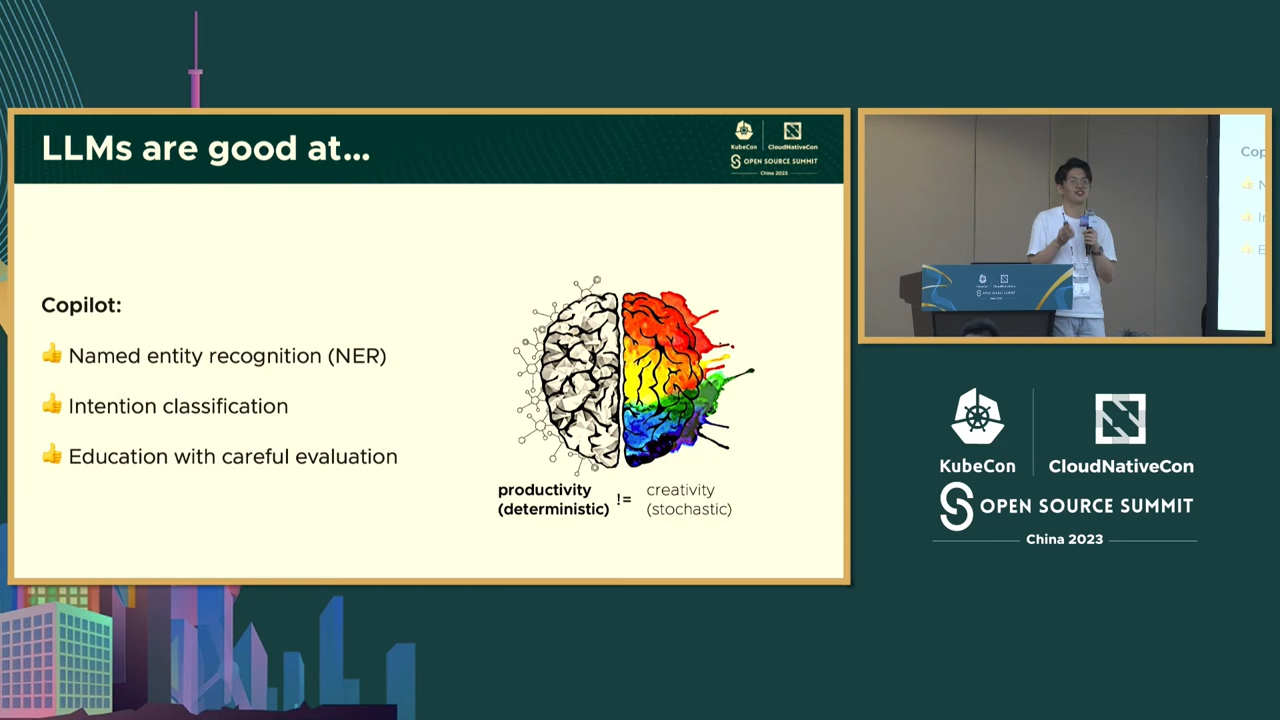 LLMs are good at...
KubeCon
CloudNativeCon
OPEN SOURCE SUMMIT
China 2023
Copilot:
👍 Named entity recognition (NER)
👍 Intention classification
👍 Education with careful evaluation
productivity
(deterministic)
!=
creativity
(stochastic)
Cop
N
E
KubeCon
CloudNativeCon
OPEN SOURCE SUMMIT
China 2023